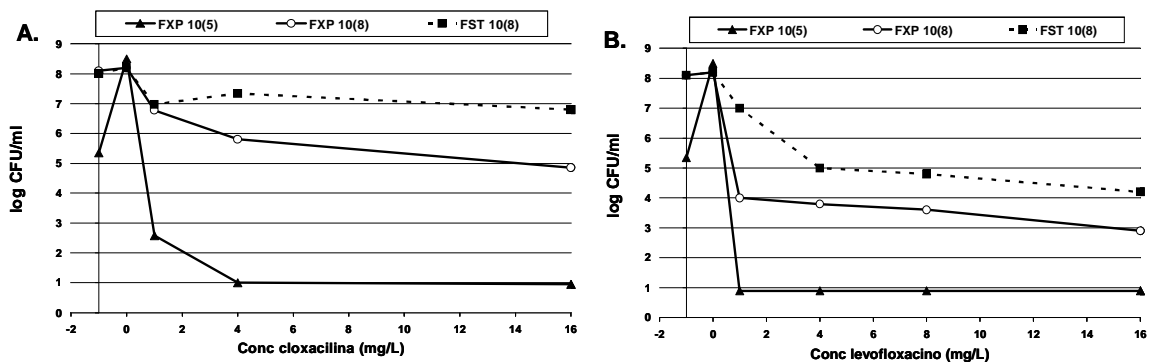 A.
FXP 10(5) FXP 10(8) FST 10(8)
log CFU/ml
9
8
7
6
5
4
3
2
1
0
-2 0 2 4 6 8 10 12 14 16
Conc cloxacilina (mg/L)
B.
FXP 10(5) FXP 10(8) FST 10(8)
log CFU/ml
9
8
7
6
5
4
3
2
1
0
-2 0 2 4 6 8 10 12 14 16
Conc levofloxacino (mg/L)